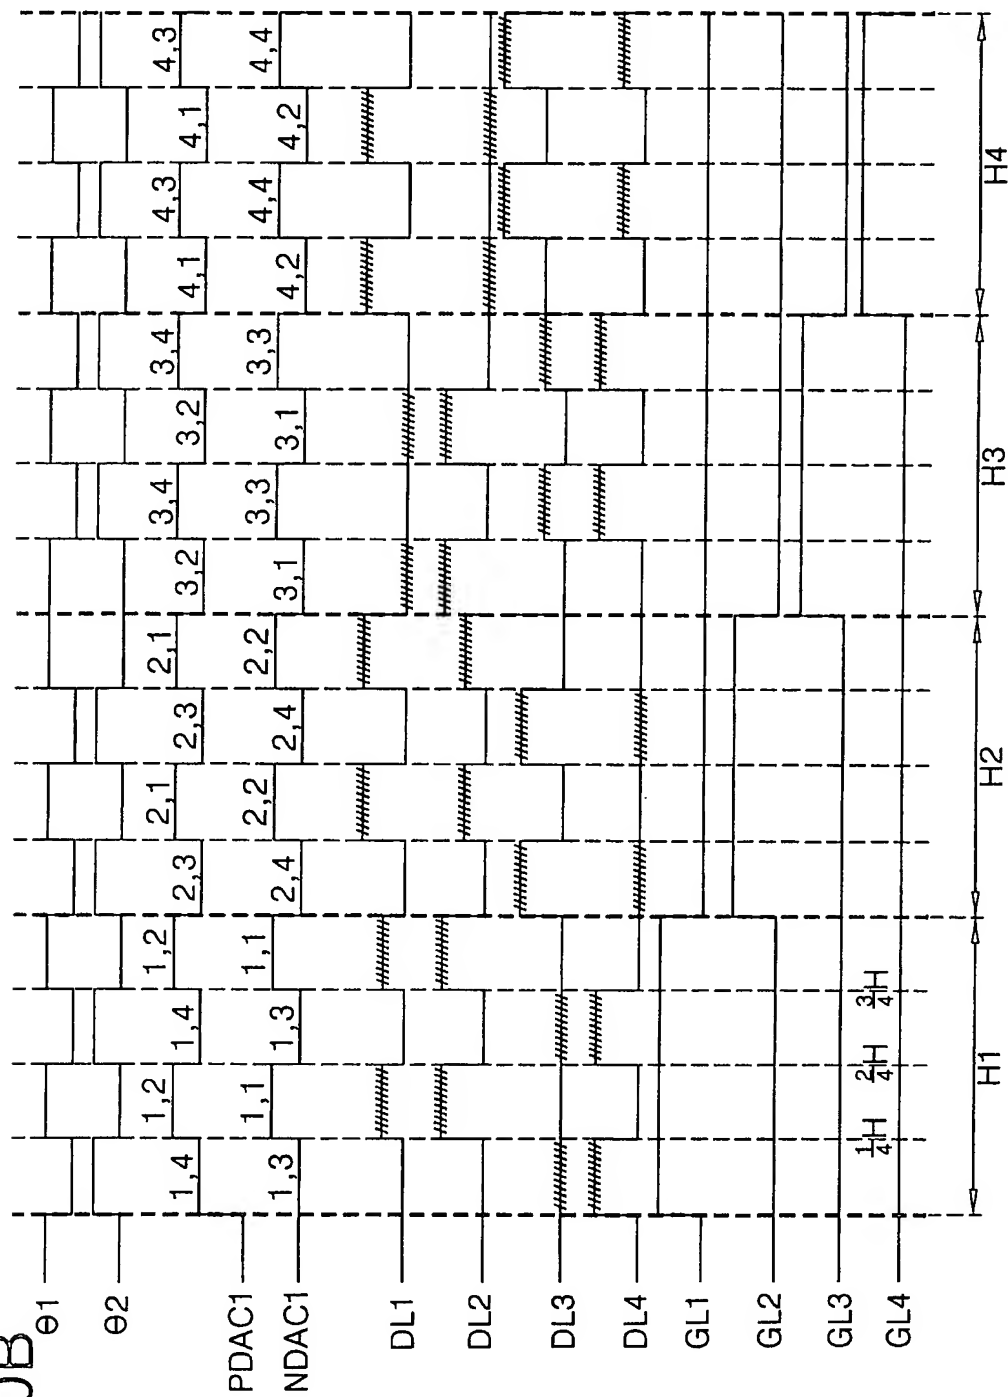 θ1
θ2
PDAC1 1,4 1,2 1,4 1,2 2,3 2,1 2,3 2,1 3,2 3,4 3,2 3,4 4,1 4,3 4,1 4,3
NDAC1 1,3 1,1 1,3 1,1 2,4 2,2 2,4 2,2 3,1 3,3 3,1 3,3 4,2 4,4 4,2 4,4
DL1
DL2
DL3
DL4
GL1
GL2
GL3
GL4
1/4H 2/4H 3/4H
H1 H2 H3 H4